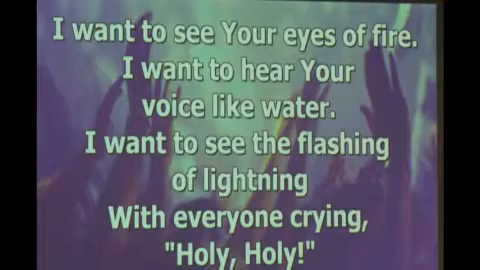 I want to see Your eyes of fire.
I want to hear Your
voice like water.
I want to see the flashing
of lightning
With everyone crying,
"Holy, Holy!"